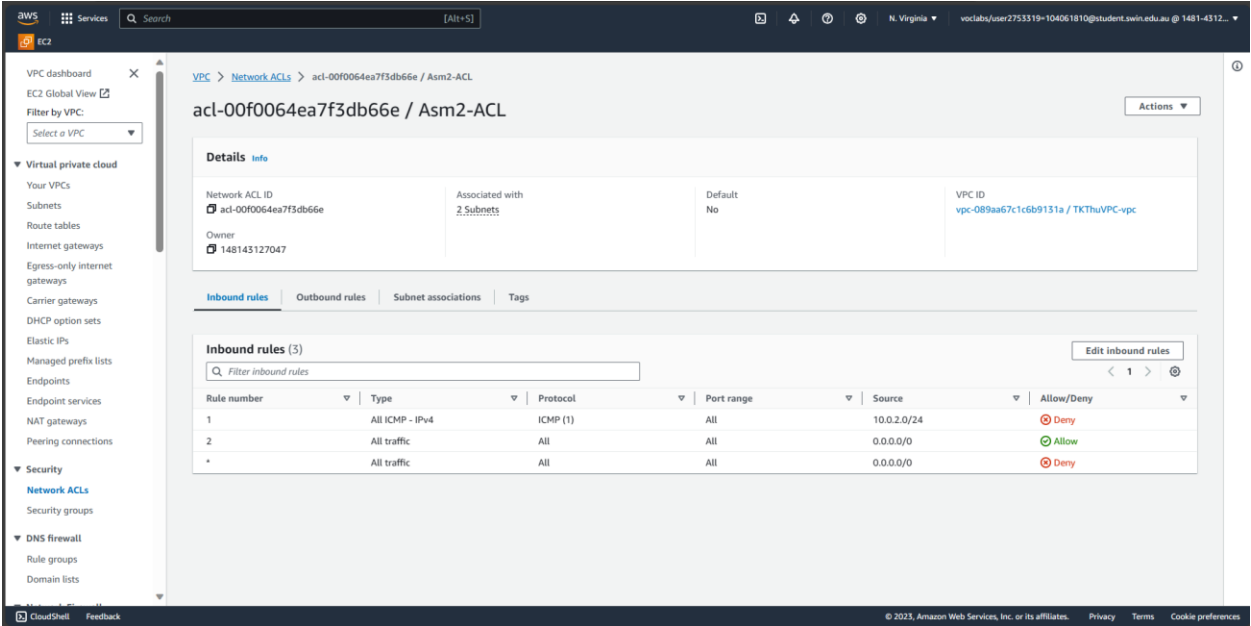 aws Services Search [Alt+S] N. Virginia voclabs/user2753319=104061810@student.swin.edu.au @ 1481-4312...
EC2
VPC dashboard
EC2 Global View
Filter by VPC:
Select a VPC
Virtual private cloud
Your VPCs
Subnets
Route tables
Internet gateways
Egress-only internet
gateways
Carrier gateways
DHCP option sets
Elastic IPs
Managed prefix lists
Endpoints
Endpoint services
NAT gateways
Peering connections
Security
Network ACLs
Security groups
DNS firewall
Rule groups
Domain lists
VPC > Network ACLs > acl-00f0064ea7f3db66e / Asm2-ACL
acl-00f0064ea7f3db66e / Asm2-ACL
Actions
Details Info
Network ACL ID
acl-00f0064ea7f3db66e
Associated with
2 Subnets
Default
No
VPC ID
vpc-089aa67c1c6b9131a / TKThuVPC-vpc
Owner
148143127047
Inbound rules Outbound rules Subnet associations Tags
Inbound rules (3)
Edit inbound rules
Filter inbound rules
< 1 >
Rule number Type Protocol Port range Source Allow/Deny
1 All ICMP - IPv4 ICMP (1) All 10.0.2.0/24 Deny
2 All traffic All All 0.0.0.0/0 Allow
* All traffic All All 0.0.0.0/0 Deny
CloudShell Feedback © 2023, Amazon Web Services, Inc. or its affiliates. Privacy Terms Cookie preferences